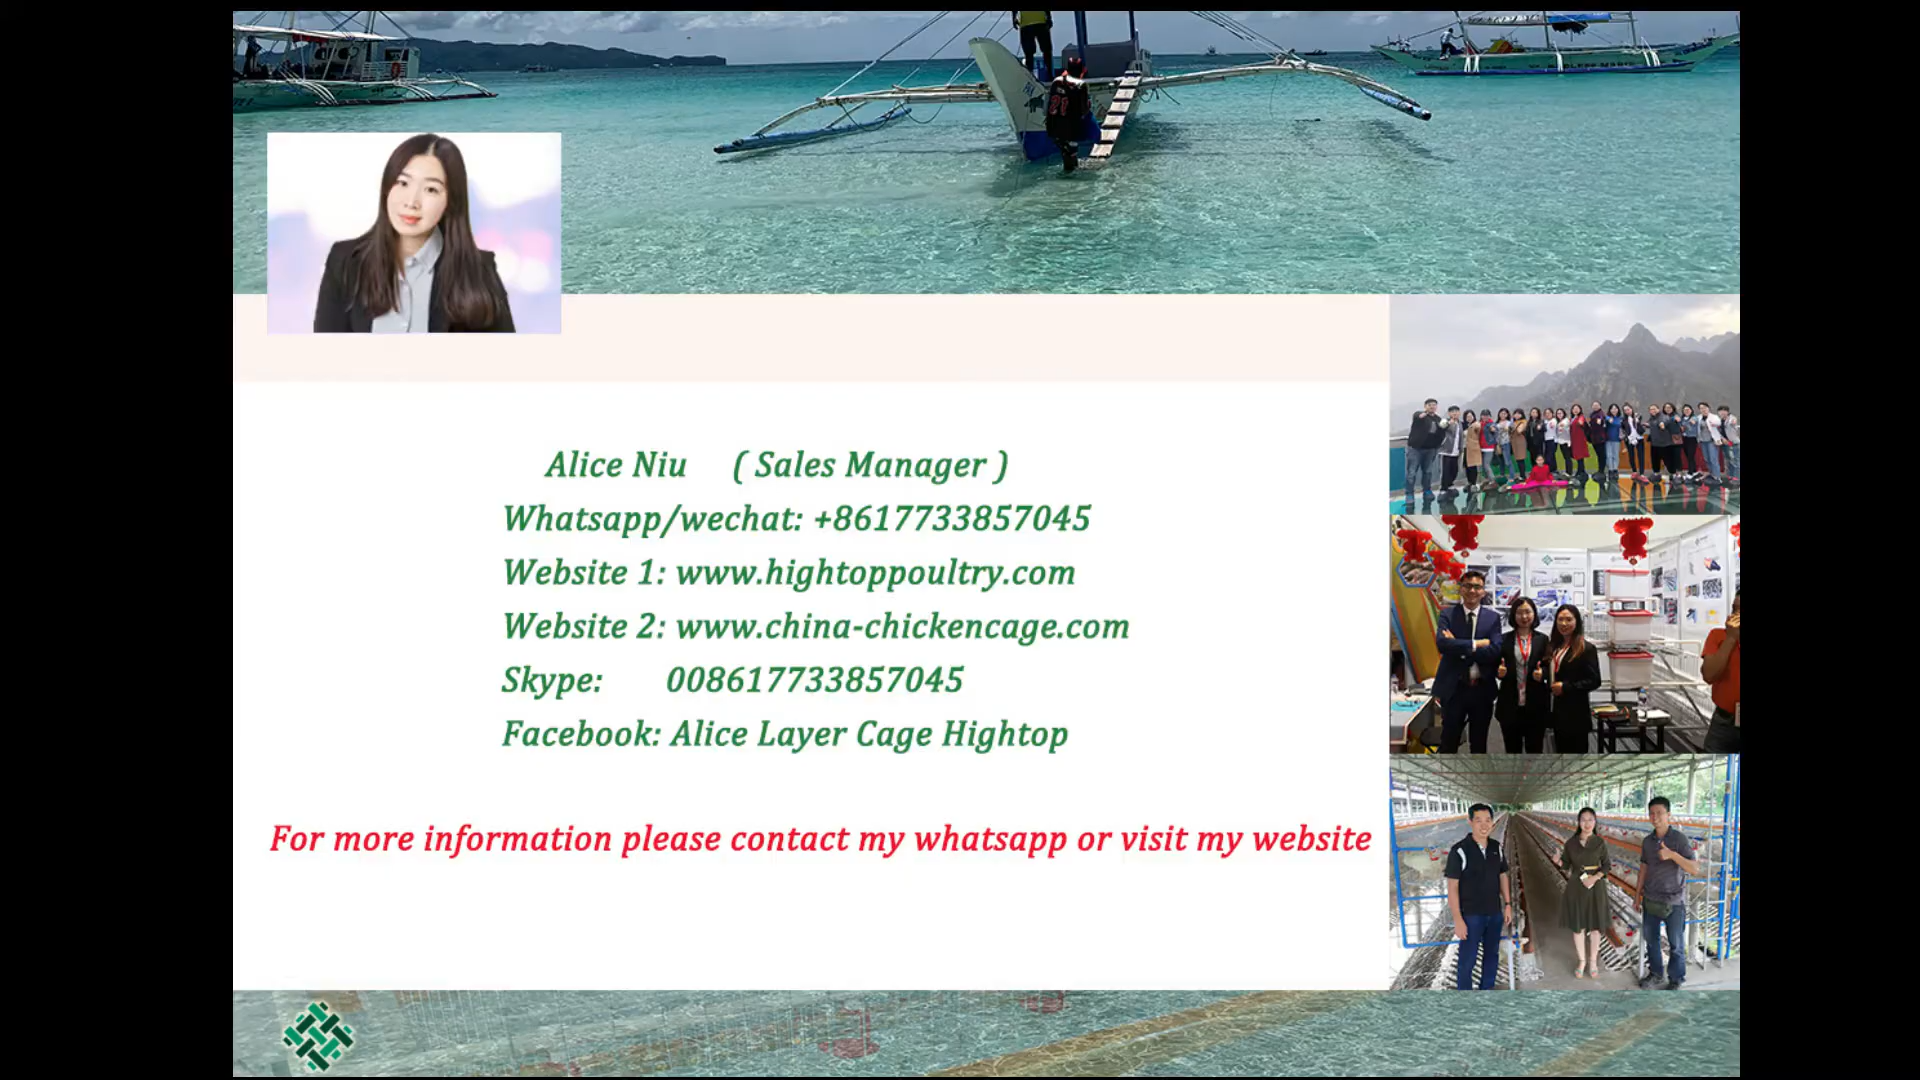 Alice Niu ( Sales Manager )
Whatsapp/wechat: +8617733857045
Website 1: www.hightoppoultry.com
Website 2: www.china-chickencage.com
Skype: 008617733857045
Facebook: Alice Layer Cage Hightop
For more information please contact my whatsapp or visit my website
21